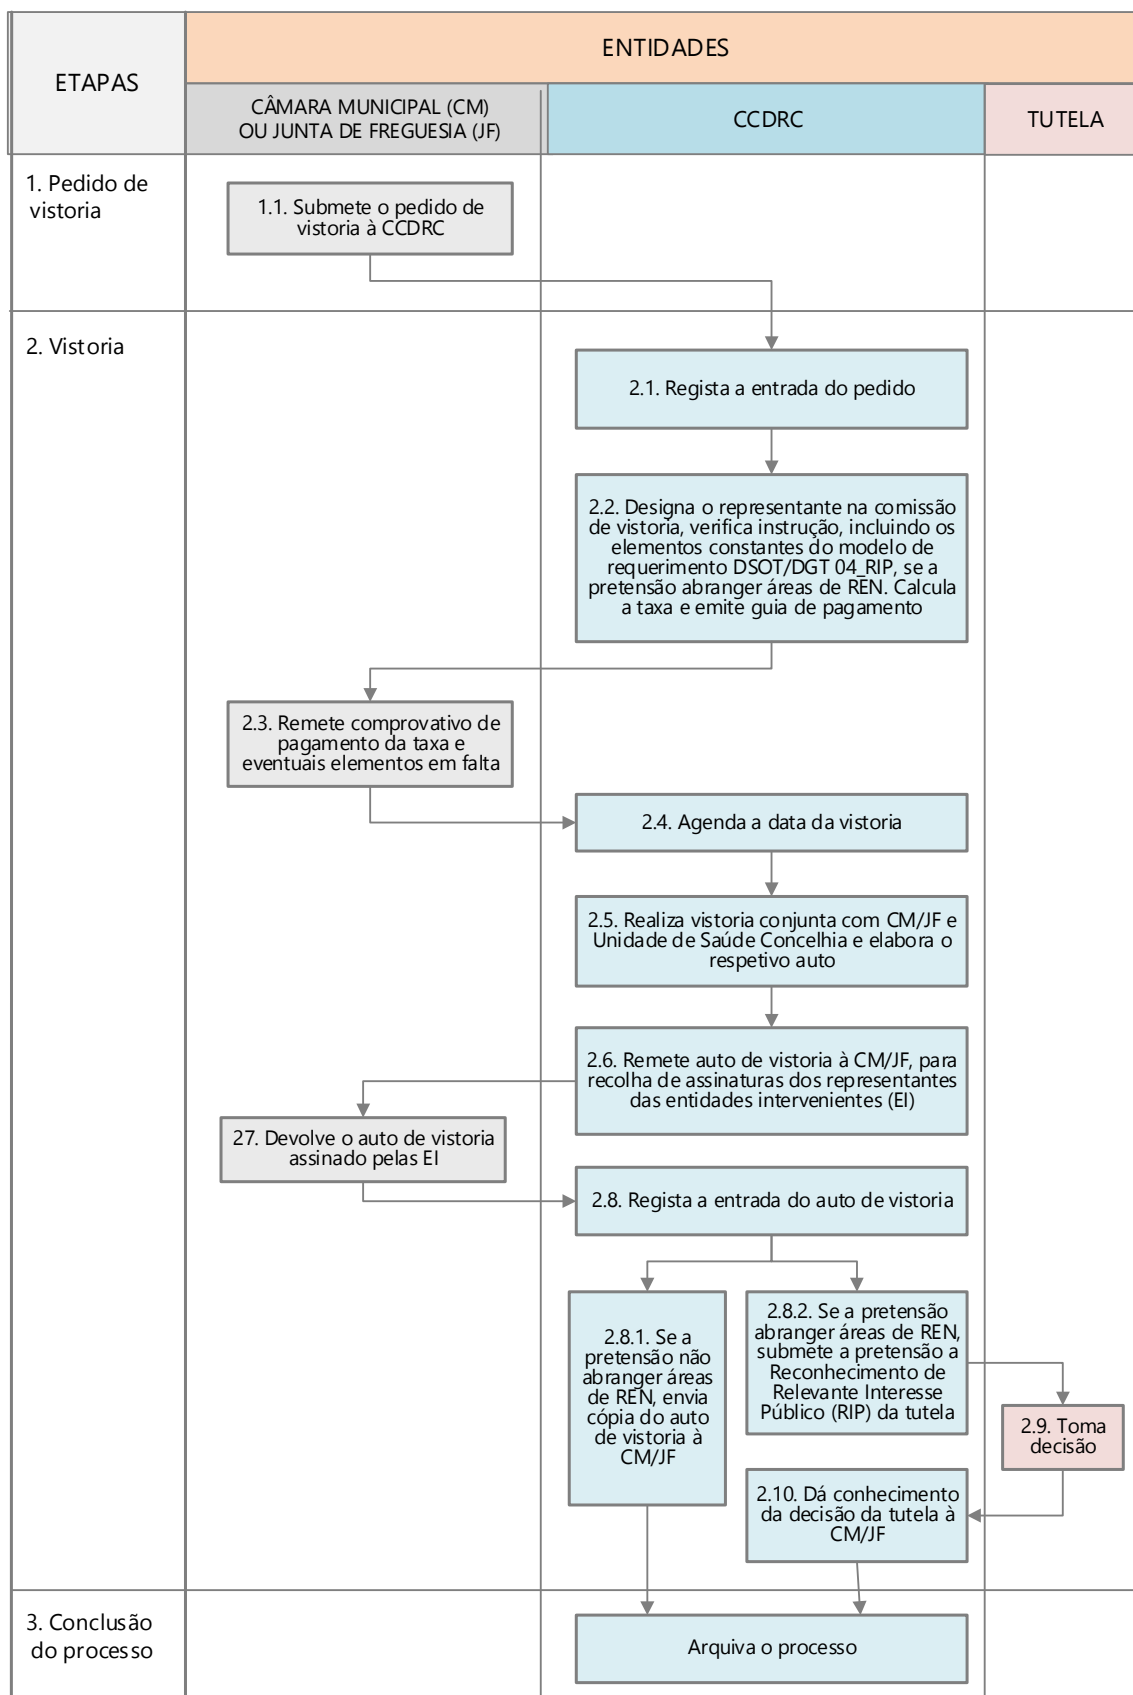 ETAPAS
ENTIDADES
CÂMARA MUNICIPAL (CM)
OU JUNTA DE FREGUESIA (JF)
CCDRC
TUTELA
1. Pedido de
vistoria
1.1. Submete o pedido de
vistoria à CCDRC
2. Vistoria
2.1. Regista a entrada do pedido
2.2. Designa o representante na comissão
de vistoria, verifica instrução, incluindo os
elementos constantes do modelo de
requerimento DSOT/DGT 04_RIP, se a
pretensão abranger áreas de REN. Calcula
a taxa e emite guia de pagamento
2.3. Remete comprovativo de
pagamento da taxa e
eventuais elementos em falta
2.4. Agenda a data da vistoria
2.5. Realiza vistoria conjunta com CM/JF e
Unidade de Saúde Concelhia e elabora o
respetivo auto
2.6. Remete auto de vistoria à CM/JF, para
recolha de assinaturas dos representantes
das entidades intervenientes (EI)
27. Devolve o auto de vistoria
assinado pelas EI
2.8. Regista a entrada do auto de vistoria
2.8.1. Se a
pretensão não
abranger áreas
de REN, envia
cópia do auto
de vistoria à
CM/JF
2.8.2. Se a pretensão
abranger áreas de REN,
submete a pretensão a
Reconhecimento de
Relevante Interesse
Público (RIP) da tutela
2.9. Toma
decisão
2.10. Dá conhecimento
da decisão da tutela à
CM/JF
3. Conclusão
do processo
Arquiva o processo